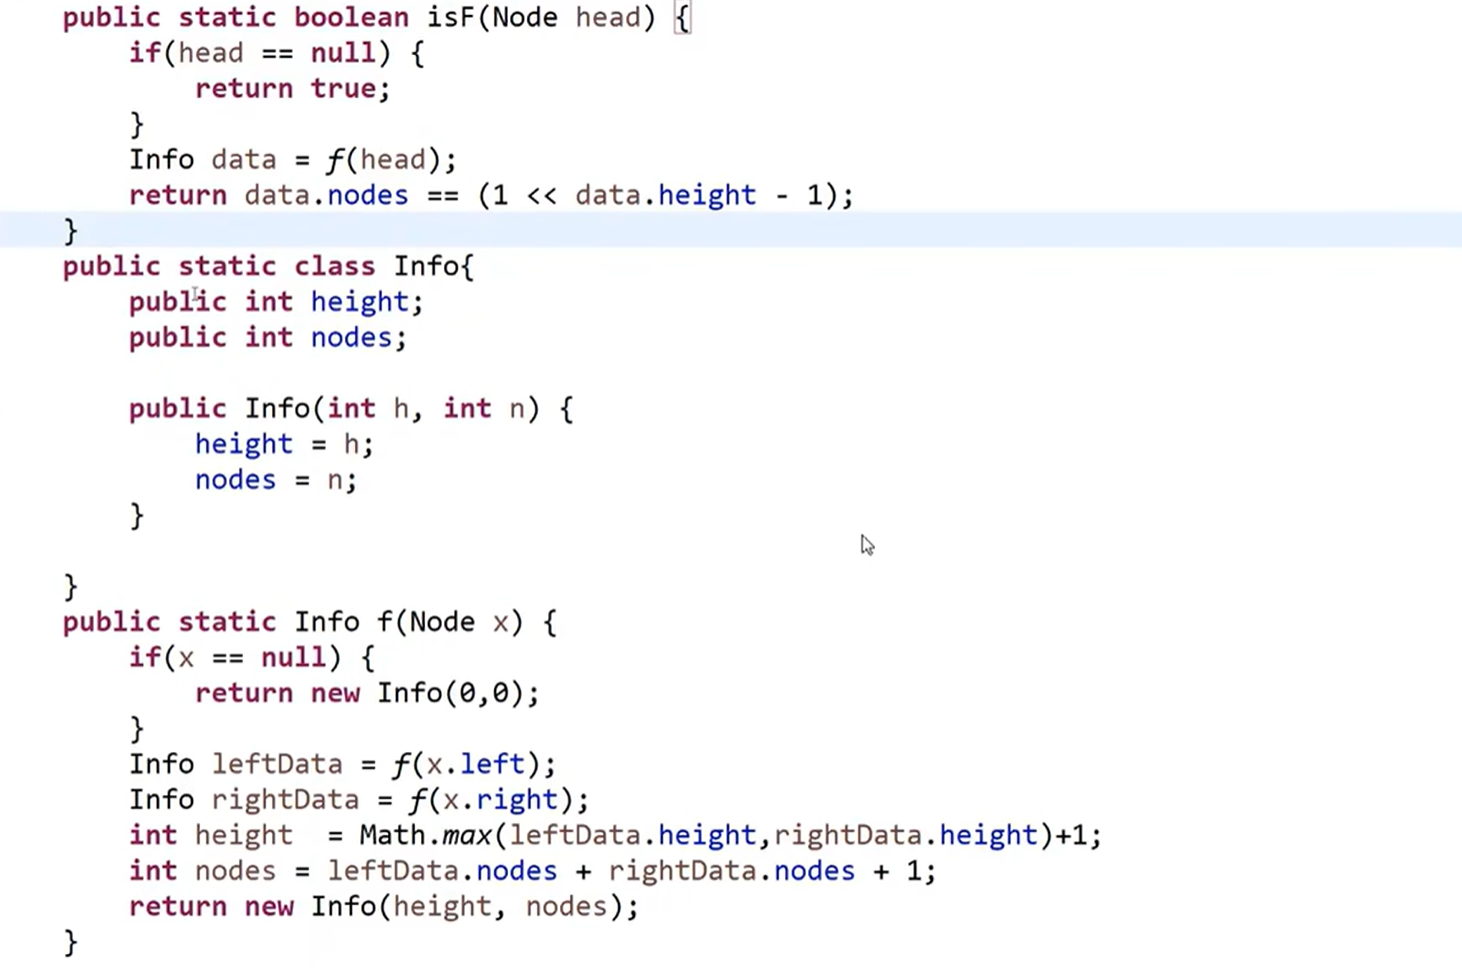 public static boolean isF(Node head) {
if(head == null) {
return true;
}
Info data = f(head);
return data.nodes == (1 << data.height - 1);
}
public static class Info{
public int height;
public int nodes;
public Info(int h, int n) {
height = h;
nodes = n;
}
}
public static Info f(Node x) {
if(x == null) {
return new Info(0,0);
}
Info leftData = f(x.left);
Info rightData = f(x.right);
int height  = Math.max(leftData.height,rightData.height)+1;
int nodes = leftData.nodes + rightData.nodes + 1;
return new Info(height, nodes);
}